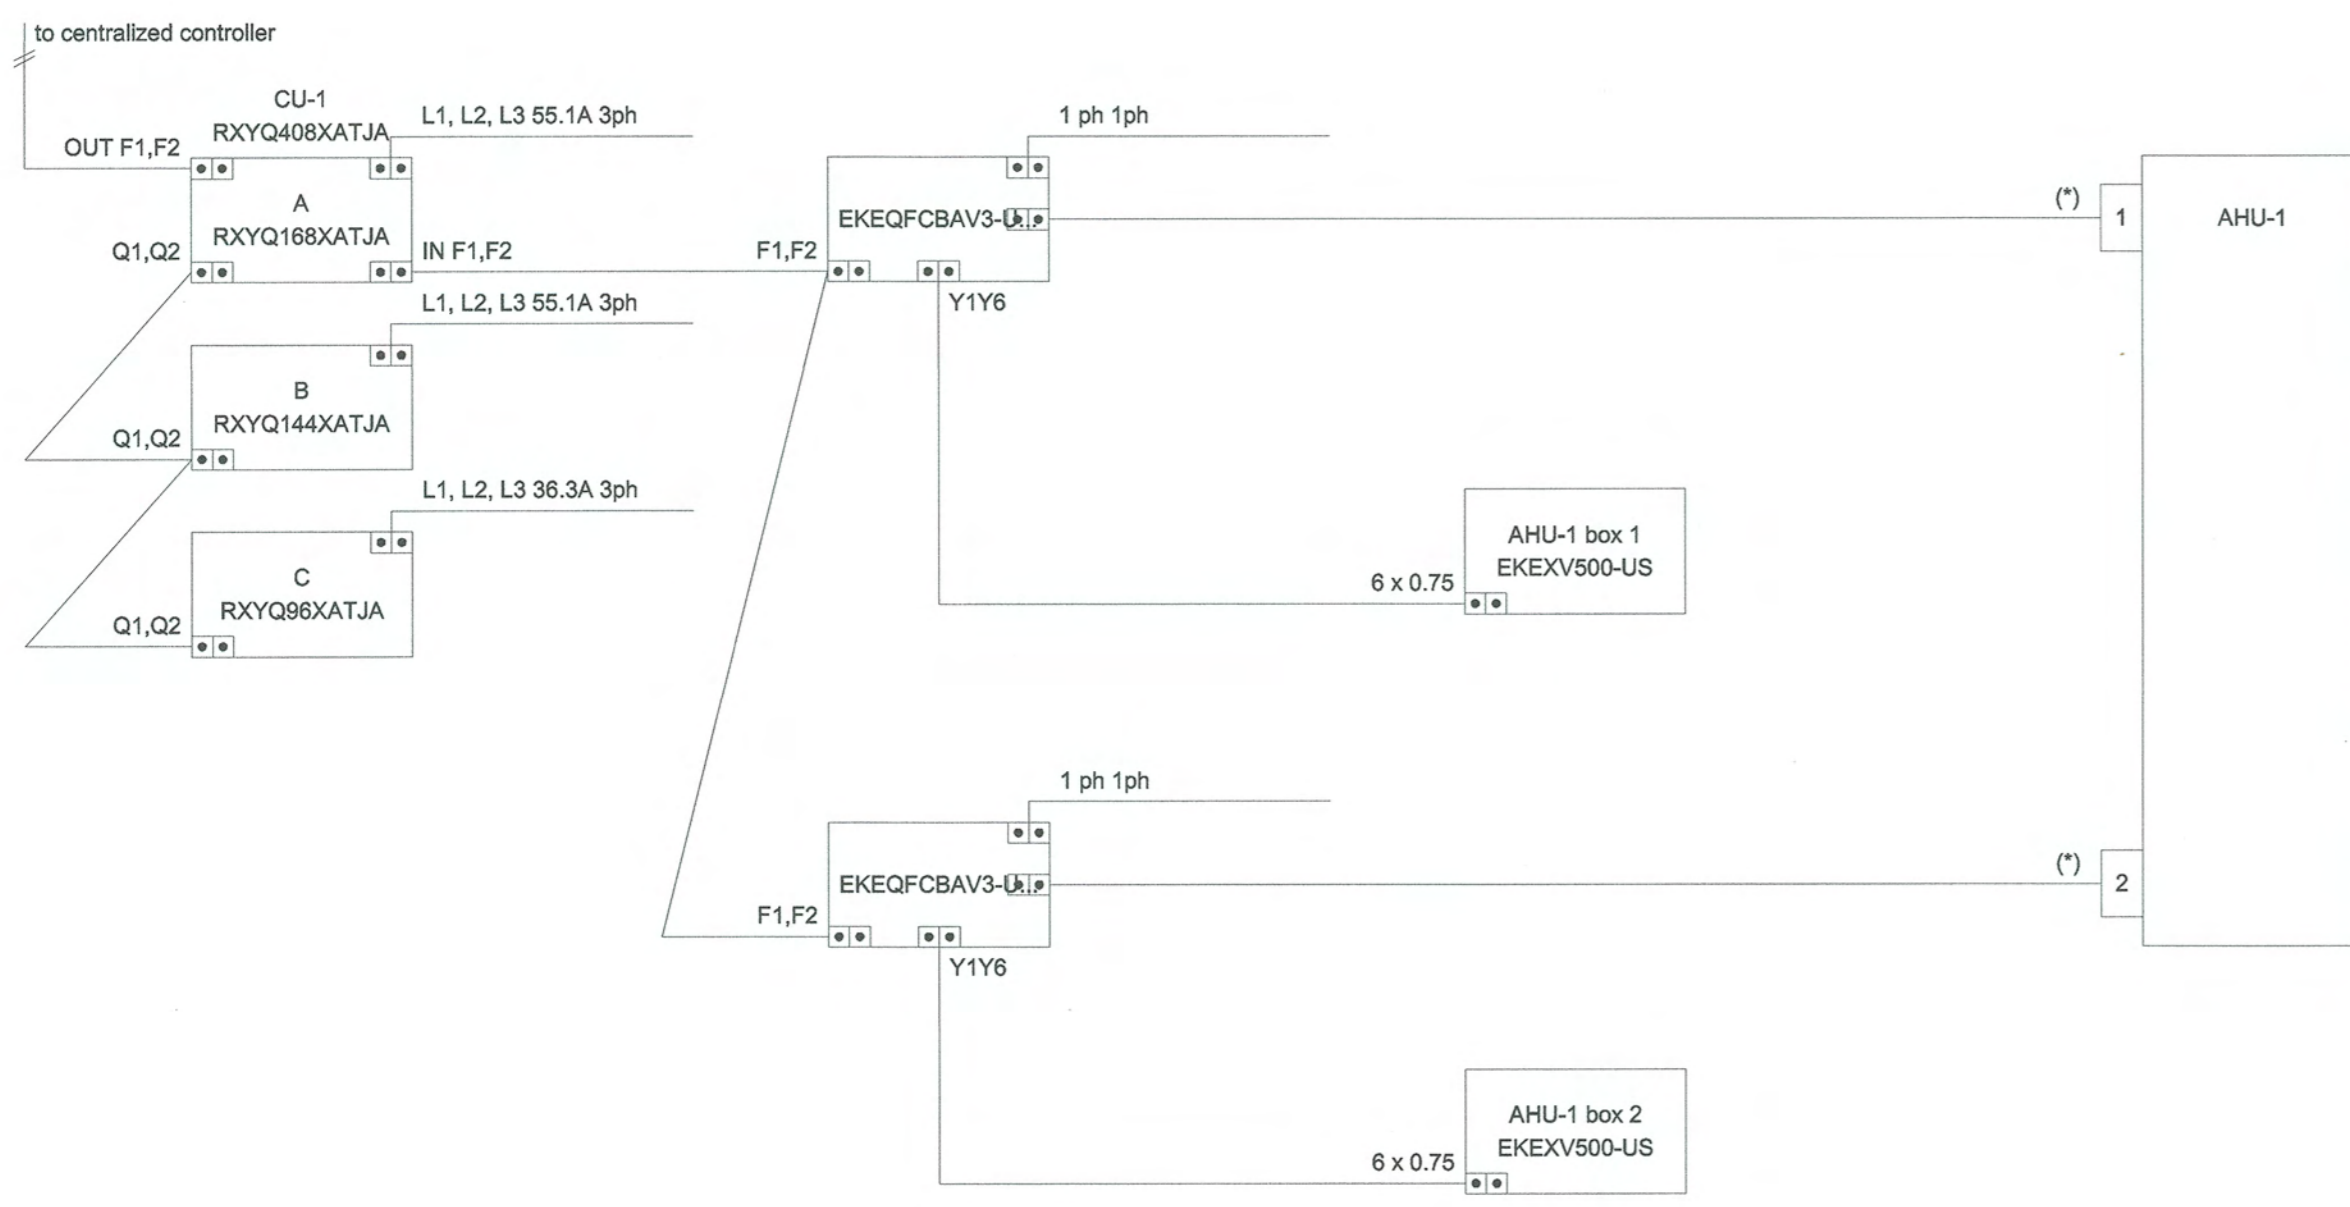 to centralized controller
CU-1
RXYQ408XATJA
L1, L2, L3 55.1A 3ph
OUT F1,F2
A
RXYQ168XATJA
Q1,Q2
IN F1,F2
L1, L2, L3 55.1A 3ph
B
RXYQ144XATJA
Q1,Q2
L1, L2, L3 36.3A 3ph
C
RXYQ96XATJA
Q1,Q2
1 ph 1ph
EKEQFCBAV3-U...
F1,F2
Y1Y6
(*)
1
AHU-1
AHU-1 box 1
EKEXV500-US
6 x 0.75
1 ph 1ph
EKEQFCBAV3-U...
F1,F2
Y1Y6
(*)
2
AHU-1 box 2
EKEXV500-US
6 x 0.75